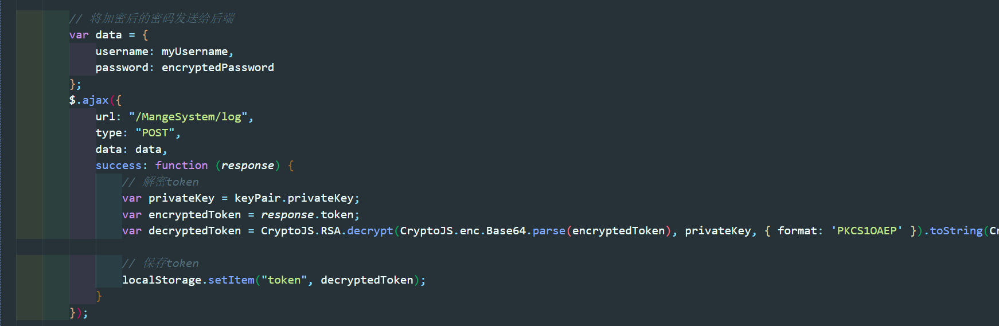 // 将加密后的密码发送给后端
var data = {
username: myUsername,
password: encryptedPassword
};
$.ajax({
url: "/MangeSystem/log",
type: "POST",
data: data,
success: function (response) {
// 解密token
var privateKey = keyPair.privateKey;
var encryptedToken = response.token;
var decryptedToken = CryptoJS.RSA.decrypt(CryptoJS.enc.Base64.parse(encryptedToken), privateKey, { format: 'PKCS1OAEP' }).toString(Cr
// 保存token
localStorage.setItem("token", decryptedToken);
}
});